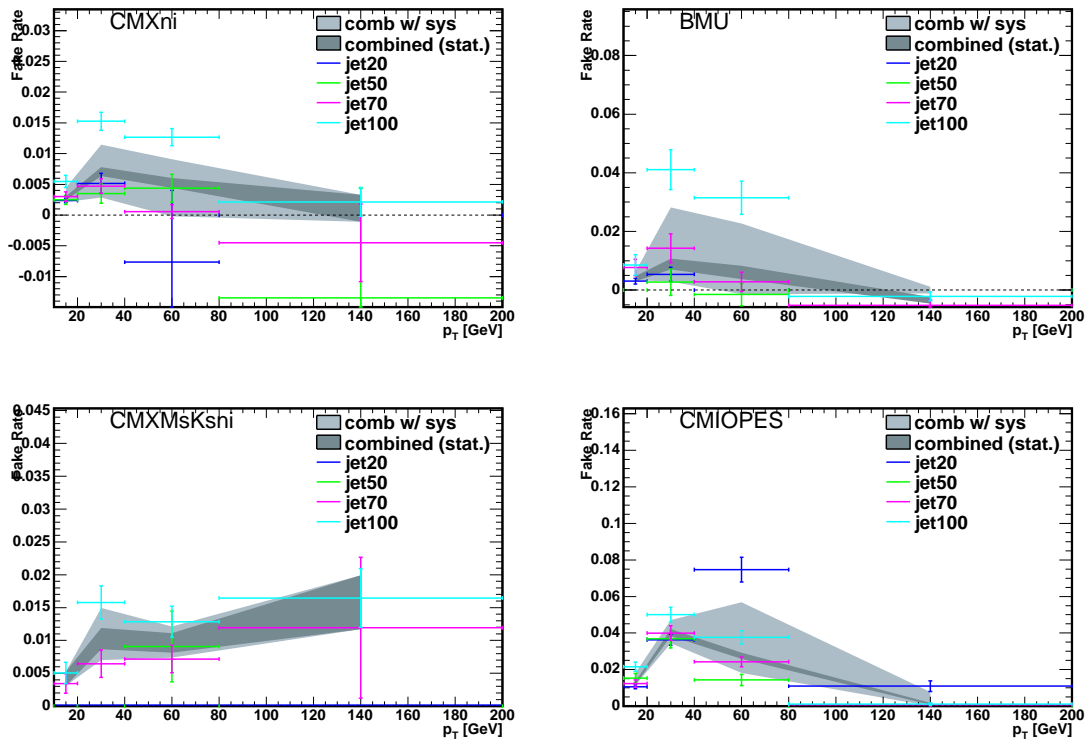 CMXni
Fake Rate
0.03
0.025
0.02
0.015
0.01
0.005
0
-0.005
-0.01
comb w/ sys
combined (stat.)
jet20
jet50
jet70
jet100
20 40 60 80 100 120 140 160 180 200
p_T [GeV]
BMU
Fake Rate
0.08
0.06
0.04
0.02
0
comb w/ sys
combined (stat.)
jet20
jet50
jet70
jet100
20 40 60 80 100 120 140 160 180 200
p_T [GeV]
CMXMsKsni
Fake Rate
0.045
0.04
0.035
0.03
0.025
0.02
0.015
0.01
0.005
0
comb w/ sys
combined (stat.)
jet20
jet50
jet70
jet100
20 40 60 80 100 120 140 160 180 200
p_T [GeV]
CMIOPES
Fake Rate
0.16
0.14
0.12
0.1
0.08
0.06
0.04
0.02
0
comb w/ sys
combined (stat.)
jet20
jet50
jet70
jet100
20 40 60 80 100 120 140 160 180 200
p_T [GeV]